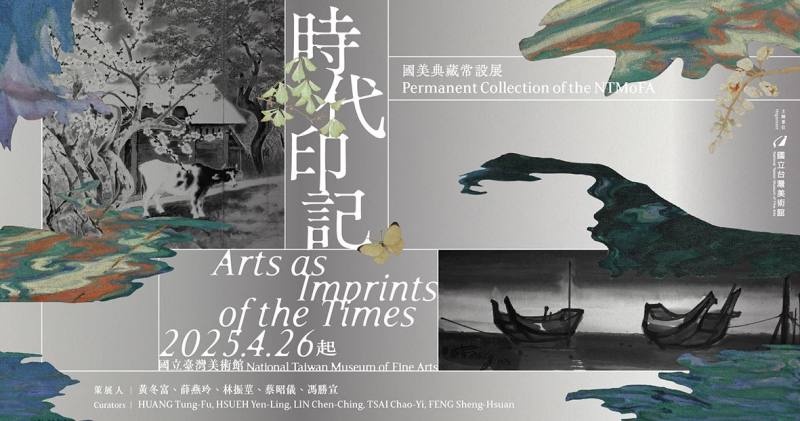 時代印記
國美典藏常設展
Permanent Collection of the NTMoFA
國立台灣美術館
Arts as
Imprints
of the Times
2025.4.26起
國立臺灣美術館 National Taiwan Museum of Fine Arts
策展人｜黃冬富、薛燕玲、林振莖、蔡昭儀、馮勝宣
Curators｜HUANG Tung-Fu, HSUEH Yen-Ling, LIN Chen-Ching, TSAI Chao-Yi, FENG Sheng-Hsuan